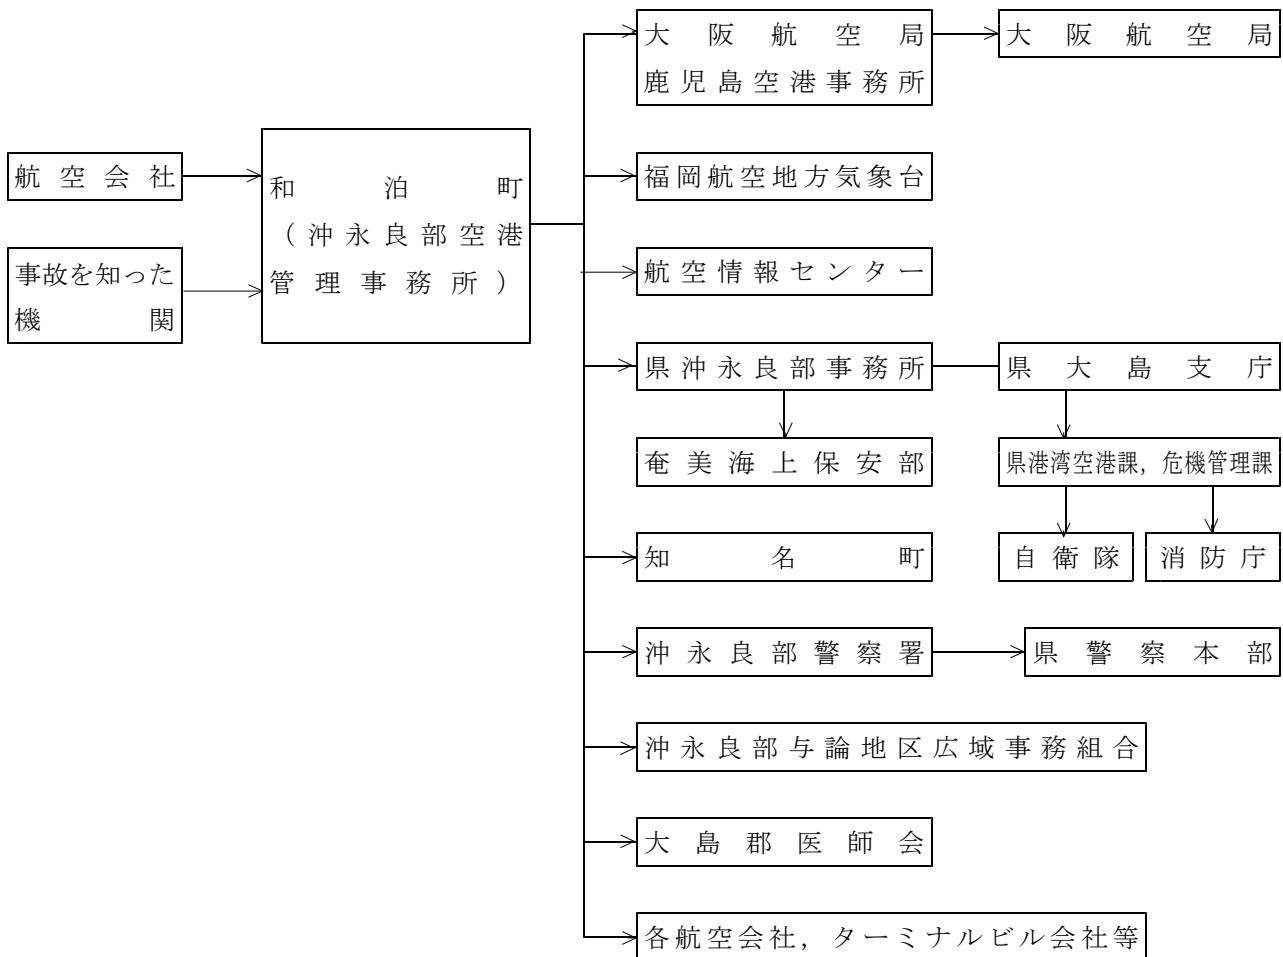 大阪航空局
鹿児島空港事務所
大阪航空局
航空会社
和泊町
（沖永良部空港
管理事務所）
福岡航空地方気象台
事故を知った
機関
航空情報センター
県沖永良部事務所
県大島支庁
奄美海上保安部
県港湾空港課，危機管理課
知名町
自衛隊
消防庁
沖永良部警察署
県警察本部
沖永良部与論地区広域事務組合
大島郡医師会
各航空会社，ターミナルビル会社等